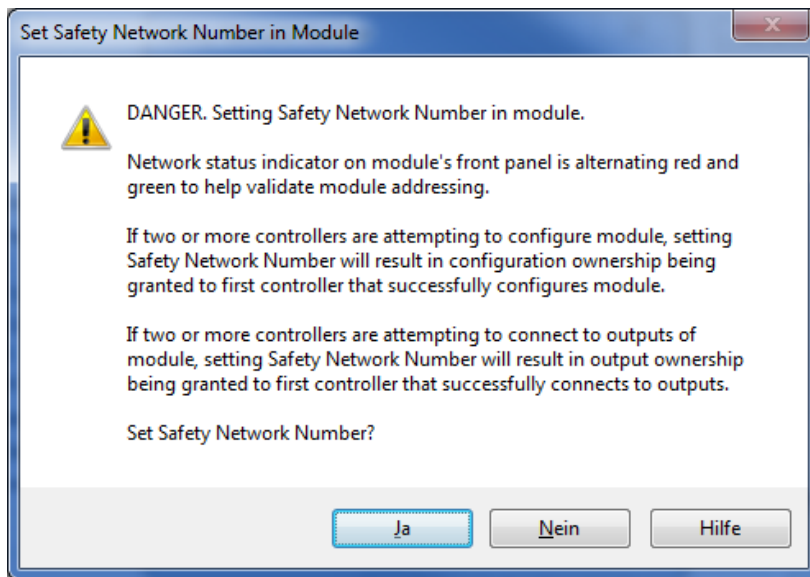 Set Safety Network Number in Module
DANGER. Setting Safety Network Number in module.
Network status indicator on module's front panel is alternating red and
green to help validate module addressing.
If two or more controllers are attempting to configure module, setting
Safety Network Number will result in configuration ownership being
granted to first controller that successfully configures module.
If two or more controllers are attempting to connect to outputs of
module, setting Safety Network Number will result in output ownership
being granted to first controller that successfully connects to outputs.
Set Safety Network Number?
Ja Nein Hilfe